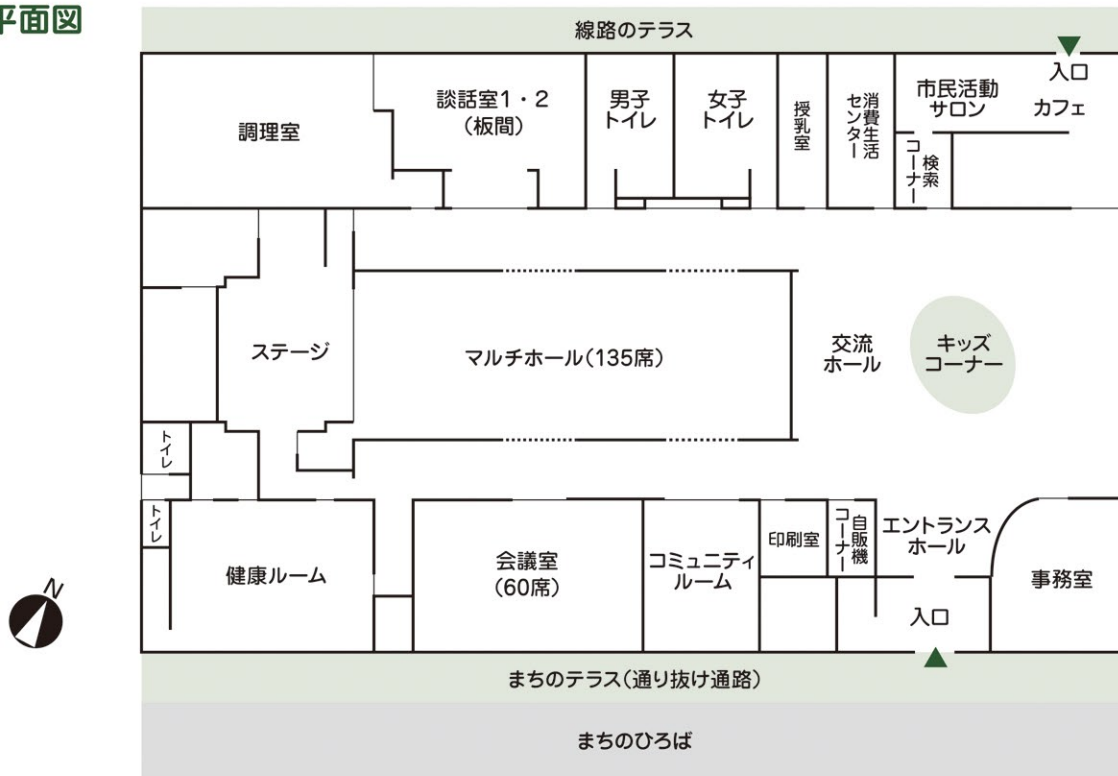 平面図
線路のテラス
調理室
談話室1・2
(板間)
男子
トイレ
女子
トイレ
授乳室
消費生活
センター
市民活動
サロン
入口
カフェ
検索
コーナー
ステージ
マルチホール(135席)
交流
ホール
キッズ
コーナー
トイレ
トイレ
健康ルーム
会議室
(60席)
コミュニティ
ルーム
印刷室
自販機
コーナー
エントランス
ホール
入口
事務室
N
まちのテラス(通り抜け通路)
まちのひろば